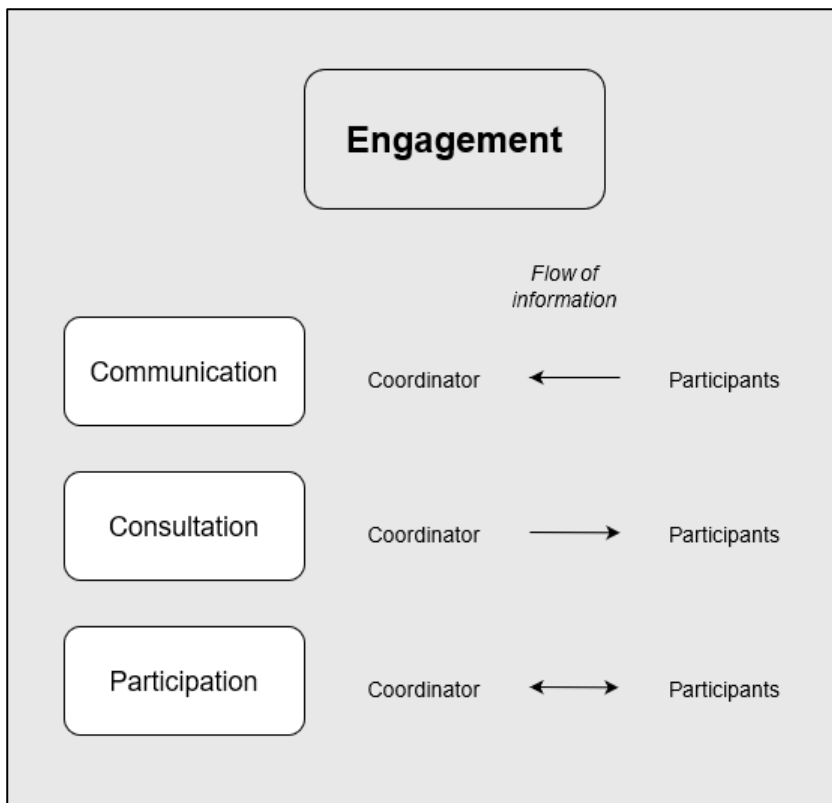 Engagement
Flow of
information
Communication
Coordinator
Participants
Consultation
Coordinator
Participants
Participation
Coordinator
Participants